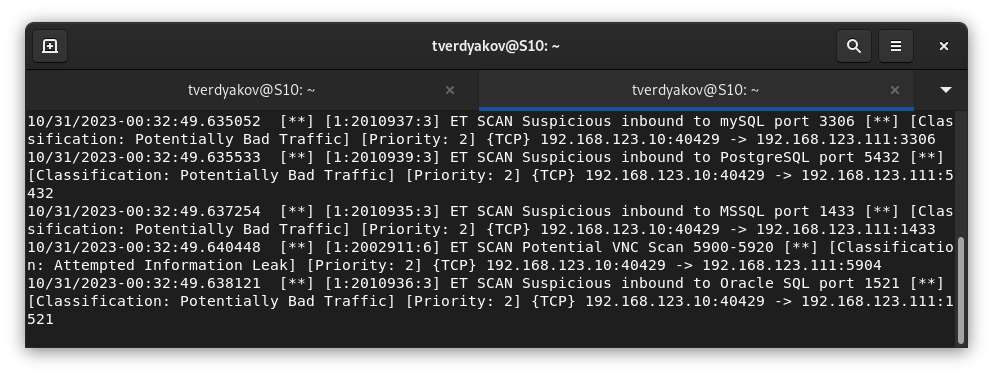 tverdyakov@S10: ~
tverdyakov@S10: ~
tverdyakov@S10: ~
10/31/2023-00:32:49.635052  [**] [1:2010937:3] ET SCAN Suspicious inbound to mySQL port 3306 [**] [Clas
sification: Potentially Bad Traffic] [Priority: 2] {TCP} 192.168.123.10:40429 -> 192.168.123.111:3306
10/31/2023-00:32:49.635533  [**] [1:2010939:3] ET SCAN Suspicious inbound to PostgreSQL port 5432 [**]
[Classification: Potentially Bad Traffic] [Priority: 2] {TCP} 192.168.123.10:40429 -> 192.168.123.111:5
432
10/31/2023-00:32:49.637254  [**] [1:2010935:3] ET SCAN Suspicious inbound to MSSQL port 1433 [**] [Clas
sification: Potentially Bad Traffic] [Priority: 2] {TCP} 192.168.123.10:40429 -> 192.168.123.111:1433
10/31/2023-00:32:49.640448  [**] [1:2002911:6] ET SCAN Potential VNC Scan 5900-5920 [**] [Classificatio
n: Attempted Information Leak] [Priority: 2] {TCP} 192.168.123.10:40429 -> 192.168.123.111:5904
10/31/2023-00:32:49.638121  [**] [1:2010936:3] ET SCAN Suspicious inbound to Oracle SQL port 1521 [**]
[Classification: Potentially Bad Traffic] [Priority: 2] {TCP} 192.168.123.10:40429 -> 192.168.123.111:1
521